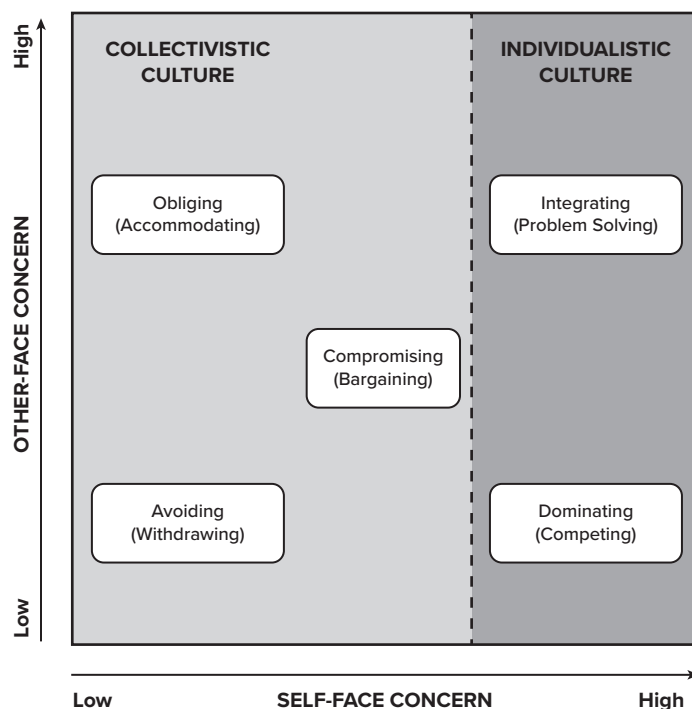 High
COLLECTIVISTIC
CULTURE
INDIVIDUALISTIC
CULTURE
Obliging
(Accommodating)
Integrating
(Problem Solving)
OTHER-FACE CONCERN
Compromising
(Bargaining)
Avoiding
(Withdrawing)
Dominating
(Competing)
Low
Low
SELF-FACE CONCERN
High